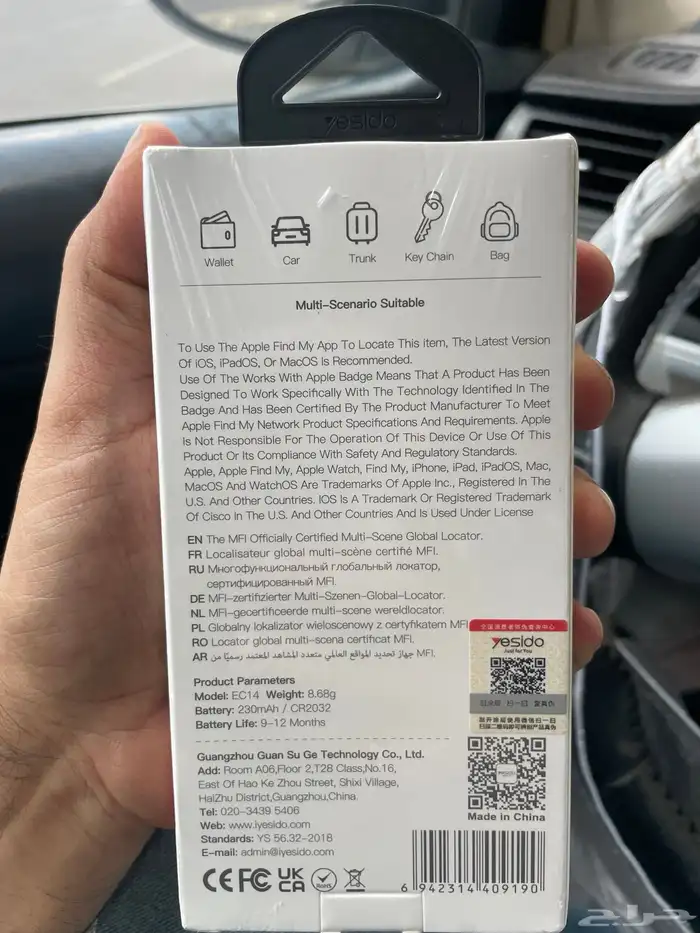 yesido
Wallet
Car
Trunk
Key Chain
Bag
Multi-Scenario Suitable
To Use The Apple Find My App To Locate This item, The Latest Version
Of iOS, iPadOS, Or MacOS Is Recommended.
Use Of The Works With Apple Badge Means That A Product Has Been
Designed To Work Specifically With The Technology Identified In The
Badge And Has Been Certified By The Product Manufacturer To Meet
Apple Find My Network Product Specifications And Requirements. Apple
Is Not Responsible For The Operation Of This Device Or Use Of This
Product Or Its Compliance With Safety And Regulatory Standards.
Apple, Apple Find My, Apple Watch, Find My, iPhone, iPad, iPadOS, Mac,
MacOS And WatchOS Are Trademarks Of Apple Inc., Registered In The
U.S. And Other Countries. IOS Is A Trademark Or Registered Trademark
Of Cisco In The U.S. And Other Countries And Is Used Under License
EN The MFI Officially Certified Multi-Scene Global Locator.
FR Localisateur global multi-scène certifié MFI.
RU Многофункциональный глобальный локатор,
сертифицированный MFI.
DE MFI-zertifizierter Multi-Szenen-Global-Locator.
NL MFI-gecertificeerde multi-scene wereldlocator.
PL Globalny lokalizator wieloscenowy z certyfikatem MFI
RO Locator global multi-scena certificat MFI.
AR جهاز تحديد المواقع العالمي متعدد المشاهد المعتمد رسميًا من MFI.
Product Parameters
Model: EC14 Weight: 8.68g
Battery: 230mAh / CR2032
Battery Life: 9-12 Months
yesido
Just for You
扫一扫 查真伪
Guangzhou Guan Su Ge Technology Co., Ltd.
Add: Room A06,Floor 2,T28 Class,No.16,
East Of Hao Ke Zhou Street, Shixi Village,
HaiZhu District,Guangzhou,China.
Tel: 020-3439 5406
Web: www.iyesido.com
Standards: YS 56.32-2018
E-mail: admin@iyesido.com
Made in China
CE FC UK CA RoHS
6 942314 409190
حراج